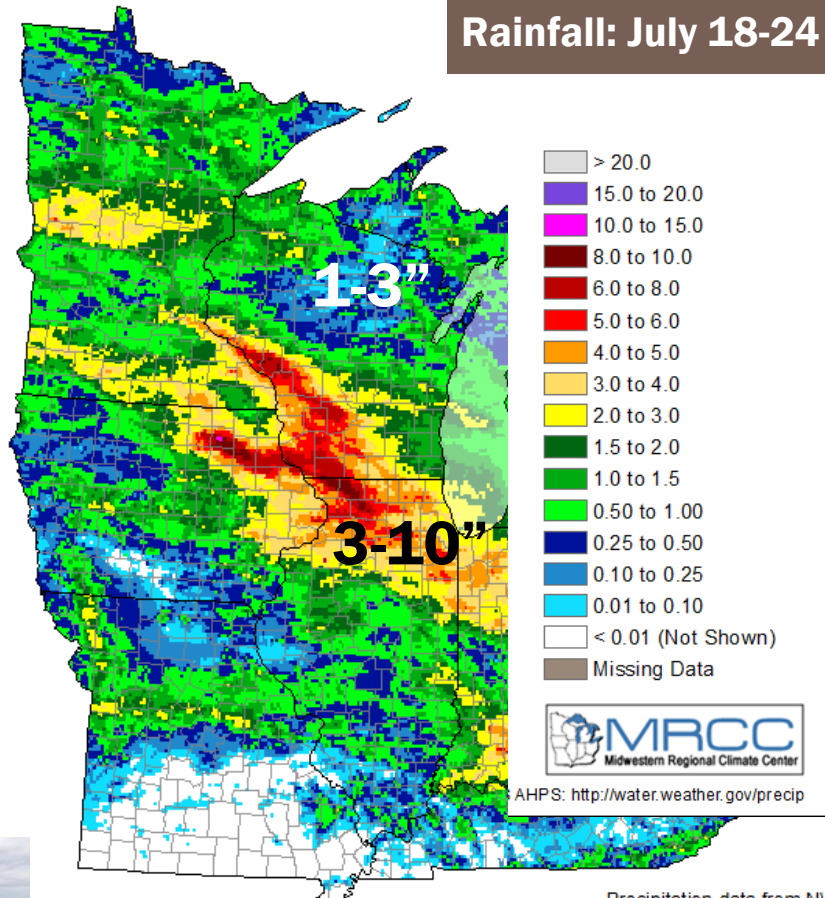 Rainfall: July 18-24
> 20.0
15.0 to 20.0
10.0 to 15.0
8.0 to 10.0
6.0 to 8.0
5.0 to 6.0
4.0 to 5.0
3.0 to 4.0
2.0 to 3.0
1.5 to 2.0
1.0 to 1.5
0.50 to 1.00
0.25 to 0.50
0.10 to 0.25
0.01 to 0.10
< 0.01 (Not Shown)
Missing Data
1-3”
3-10”
MRCC
Midwestern Regional Climate Center
AHPS: http://water.weather.gov/precip